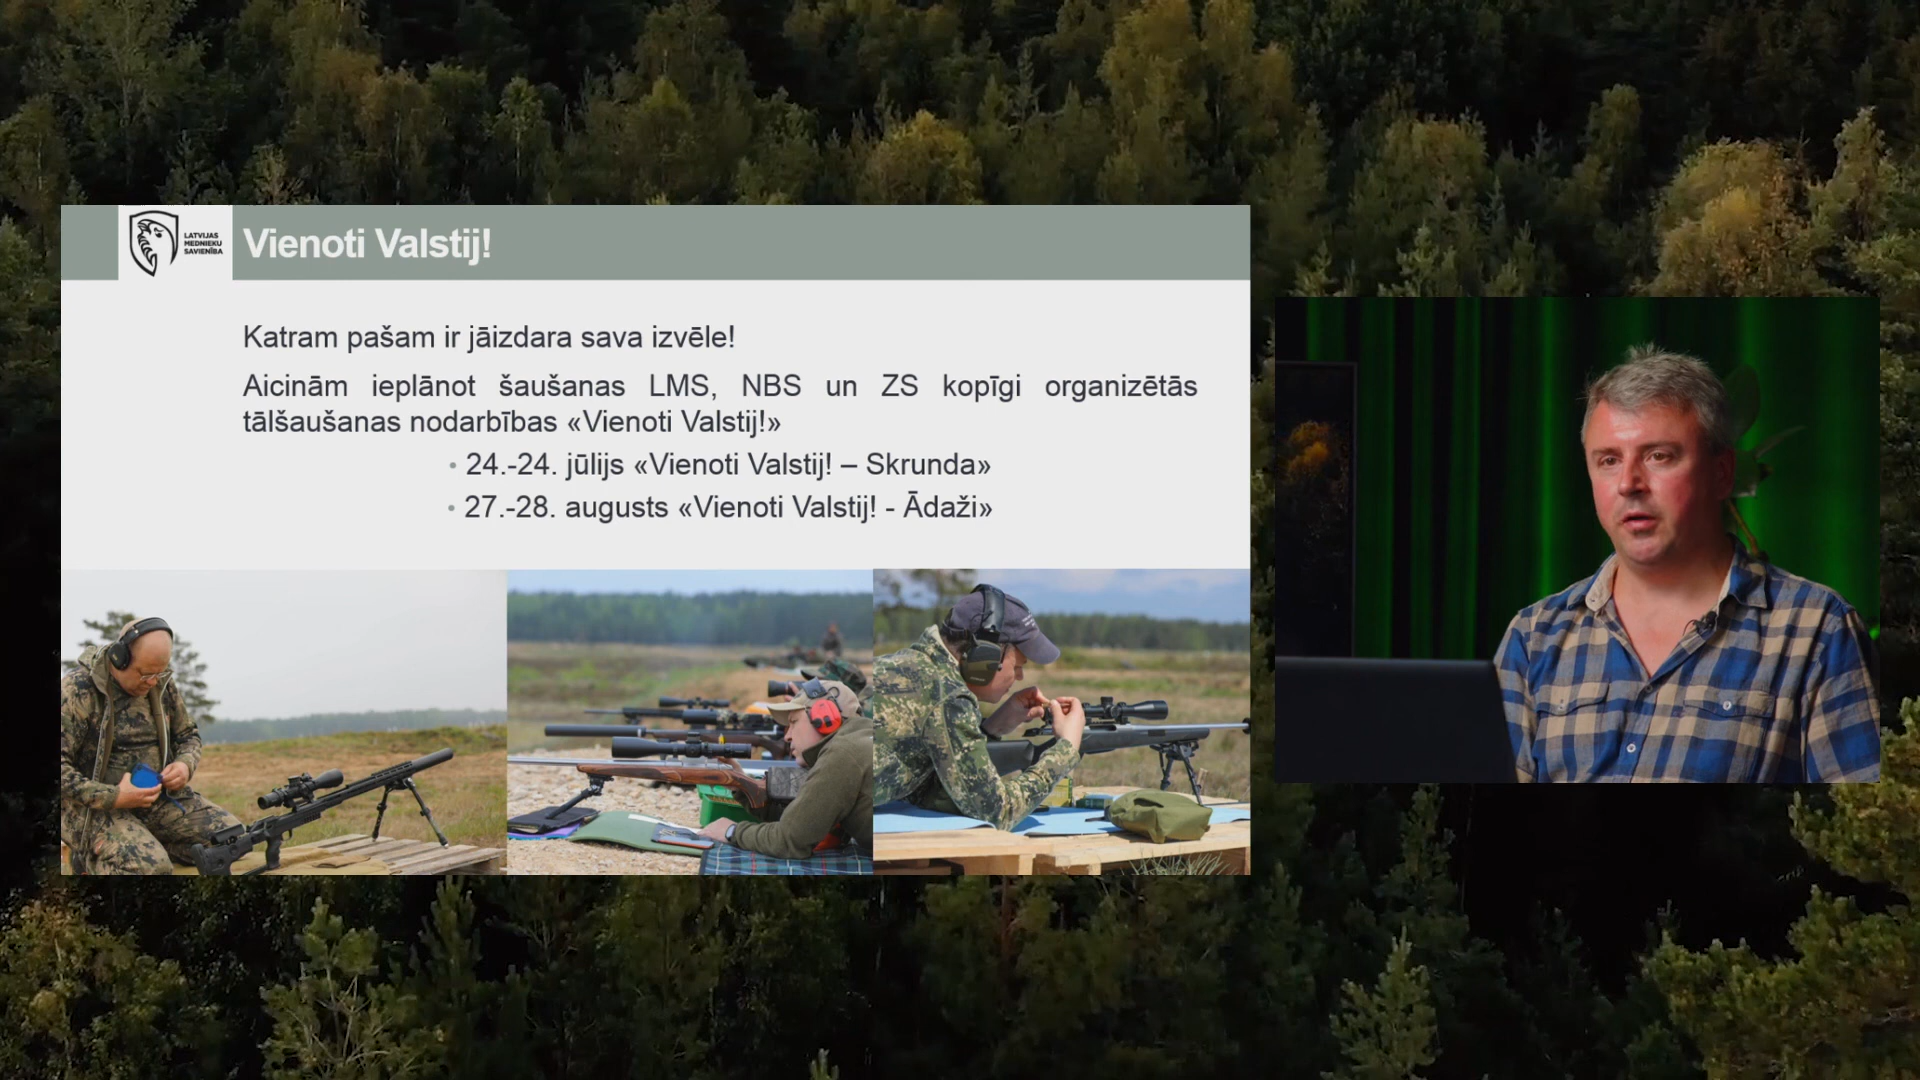 LATVIJAS
MEDNIEKU
SAVIENĪBA
Vienoti Valstij!
Katram pašam ir jāizdara sava izvēle!
Aicinām ieplānot šaušanas LMS, NBS un ZS kopīgi organizētās
tālšaušanas nodarbības «Vienoti Valstij!»
• 24.-24. jūlijs «Vienoti Valstij! – Skrunda»
• 27.-28. augusts «Vienoti Valstij! - Ādaži»